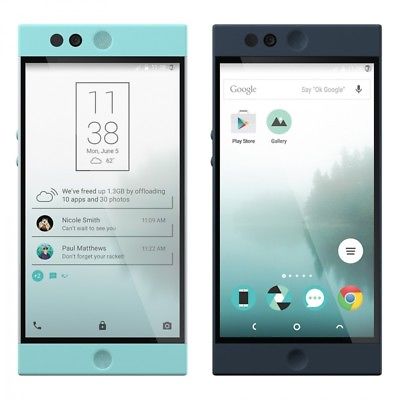 11
38
Mon, June 5
62°
We've freed up 1.3GB by offloading
10 apps and 30 photos
Nicole Smith 11:09 AM
Can't wait to see you
Paul Matthews 11:22 AM
Don't forget your racket!
+2
Google Say "Ok Google"
Play Store Gallery